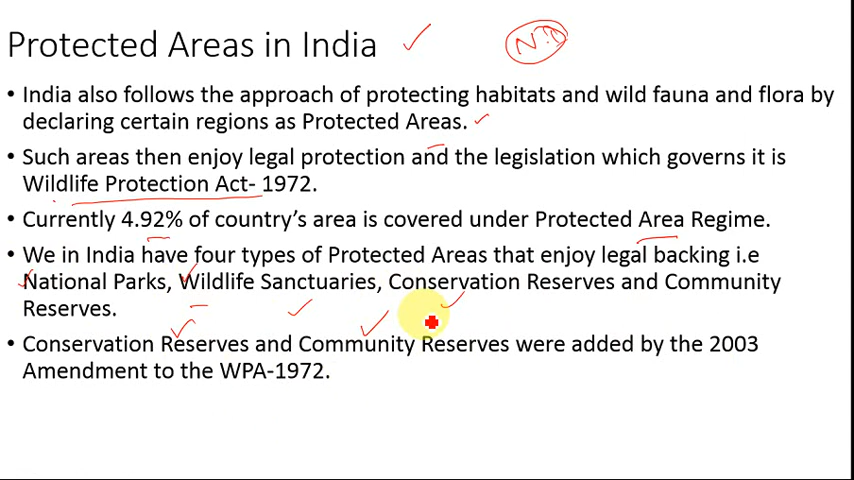 Protected Areas in India
• India also follows the approach of protecting habitats and wild fauna and flora by
declaring certain regions as Protected Areas.
• Such areas then enjoy legal protection and the legislation which governs it is
Wildlife Protection Act- 1972.
• Currently 4.92% of country's area is covered under Protected Area Regime.
• We in India have four types of Protected Areas that enjoy legal backing i.e
National Parks, Wildlife Sanctuaries, Conservation Reserves and Community
Reserves.
• Conservation Reserves and Community Reserves were added by the 2003
Amendment to the WPA-1972.